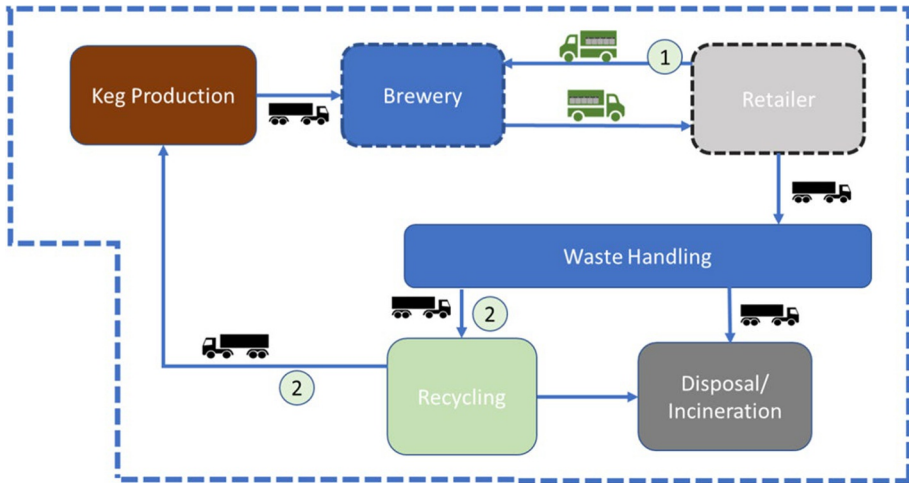 1
Keg Production
Brewery
Retailer
Waste Handling
2
2
Recycling
Disposal/
Incineration